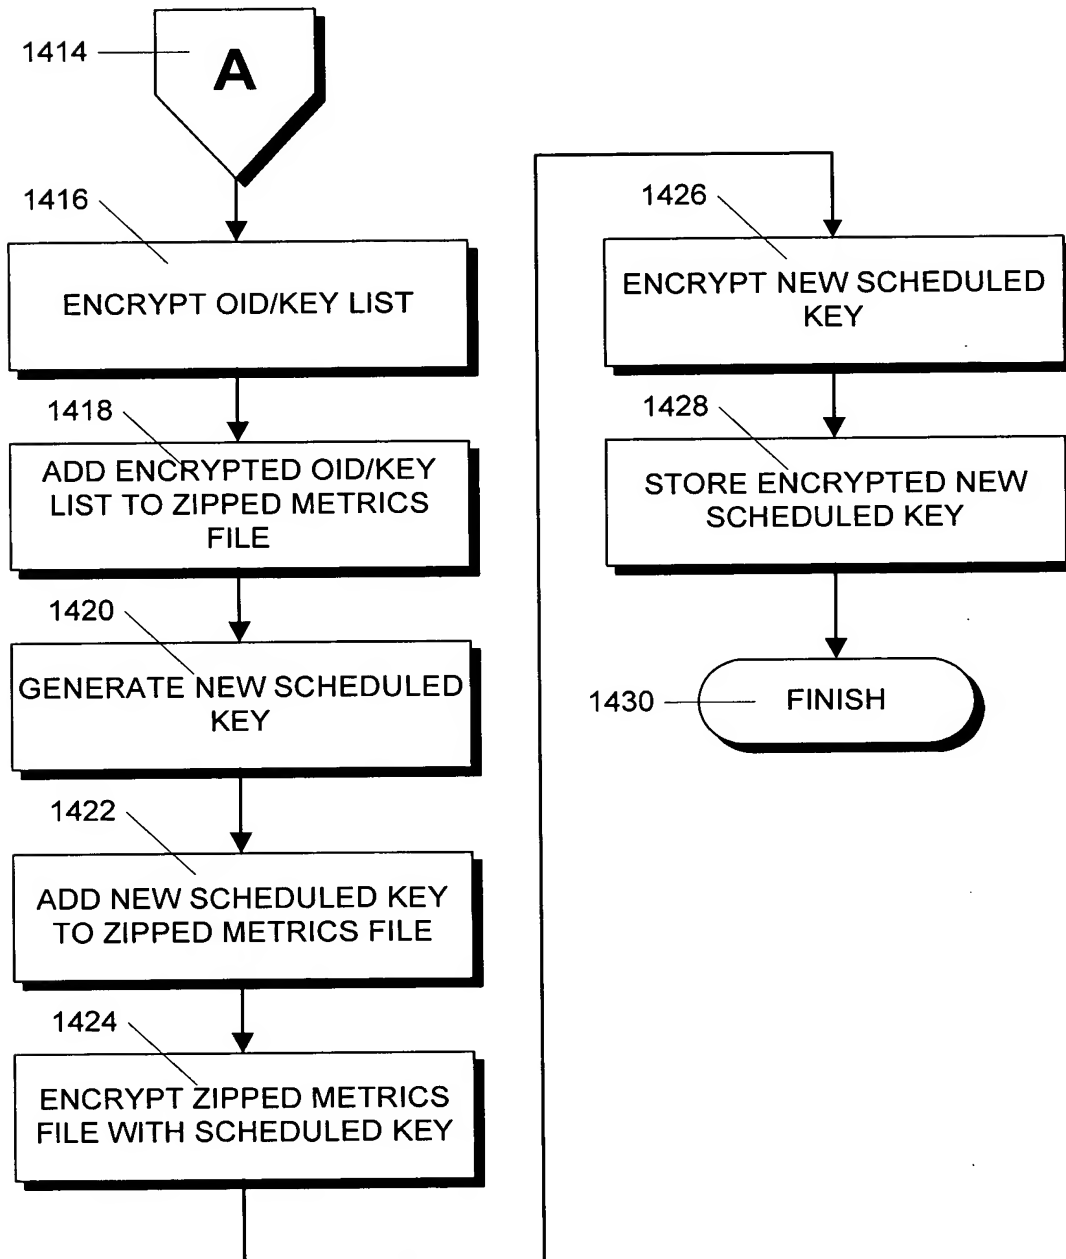 1414
A
1416
ENCRYPT OID/KEY LIST
1418
ADD ENCRYPTED OID/KEY
LIST TO ZIPPED METRICS
FILE
1420
GENERATE NEW SCHEDULED
KEY
1422
ADD NEW SCHEDULED KEY
TO ZIPPED METRICS FILE
1424
ENCRYPT ZIPPED METRICS
FILE WITH SCHEDULED KEY
1426
ENCRYPT NEW SCHEDULED
KEY
1428
STORE ENCRYPTED NEW
SCHEDULED KEY
1430
FINISH